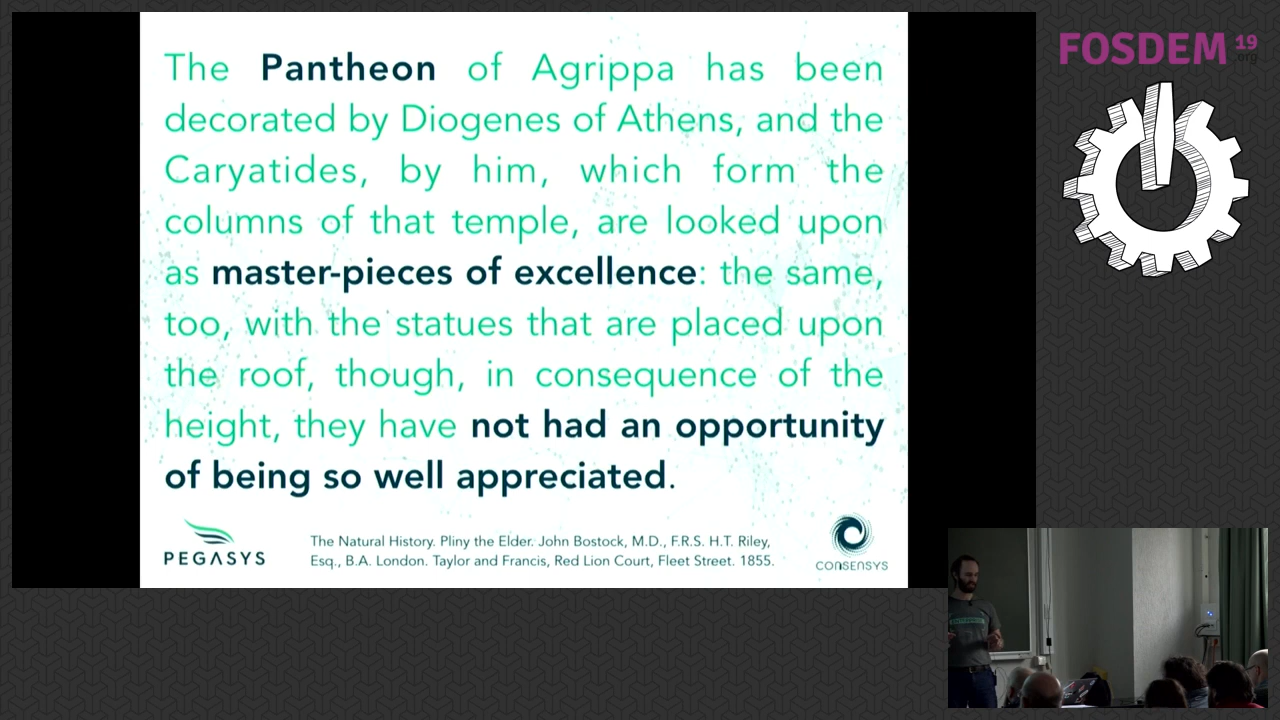 The Pantheon of Agrippa has been
decorated by Diogenes of Athens, and the
Caryatides, by him, which form the
columns of that temple, are looked upon
as master-pieces of excellence: the same,
too, with the statues that are placed upon
the roof, though, in consequence of the
height, they have not had an opportunity
of being so well appreciated.
PEGASYS
The Natural History. Pliny the Elder. John Bostock, M.D., F.R.S. H.T. Riley,
Esq., B.A. London. Taylor and Francis, Red Lion Court, Fleet Street. 1855.
CONSENSYS
FOSDEM 19
.org